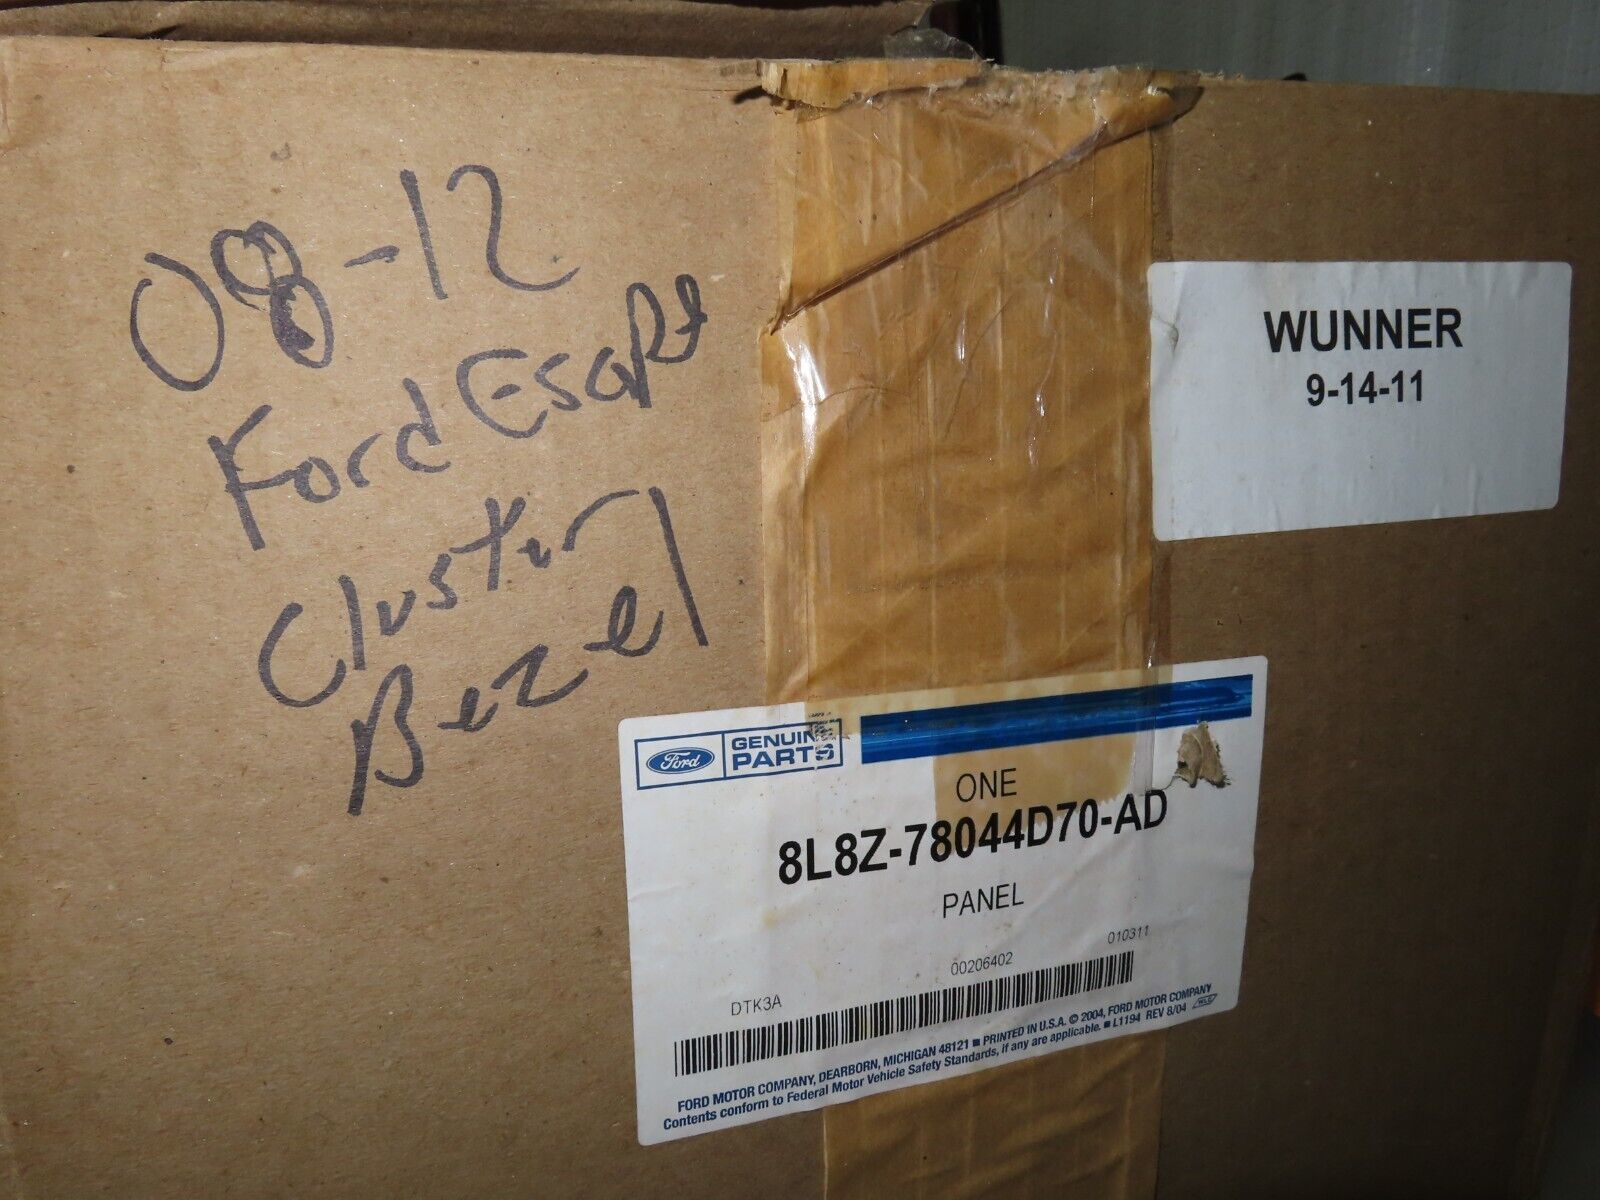 08-12
Ford Escape
Cluster
Bezel
WUNNER
9-14-11
Ford
GENUINE
PARTS
ONE
8L8Z-78044D70-AD
PANEL
010311
00206402
DTK3A
FORD MOTOR COMPANY, DEARBORN, MICHIGAN 48121 ■ PRINTED IN U.S.A. © 2004, FORD MOTOR COMPANY
Contents conform to Federal Motor Vehicle Safety Standards, if any are applicable. ■ L1194 REV 8/04